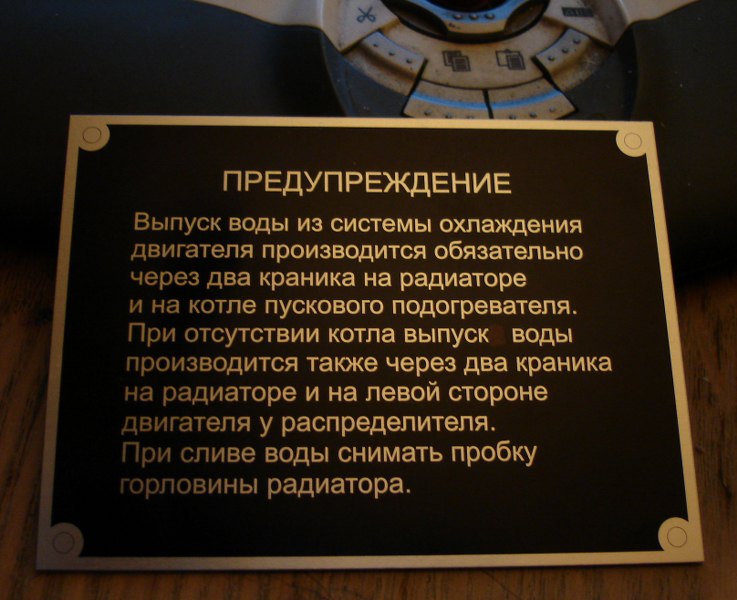 ПРЕДУПРЕЖДЕНИЕ
Выпуск воды из системы охлаждения
двигателя производится обязательно
через два краника на радиаторе
и на котле пускового подогревателя.
При отсутствии котла выпуск воды
производится также через два краника
на радиаторе и на левой стороне
двигателя у распределителя.
При сливе воды снимать пробку
горловины радиатора.